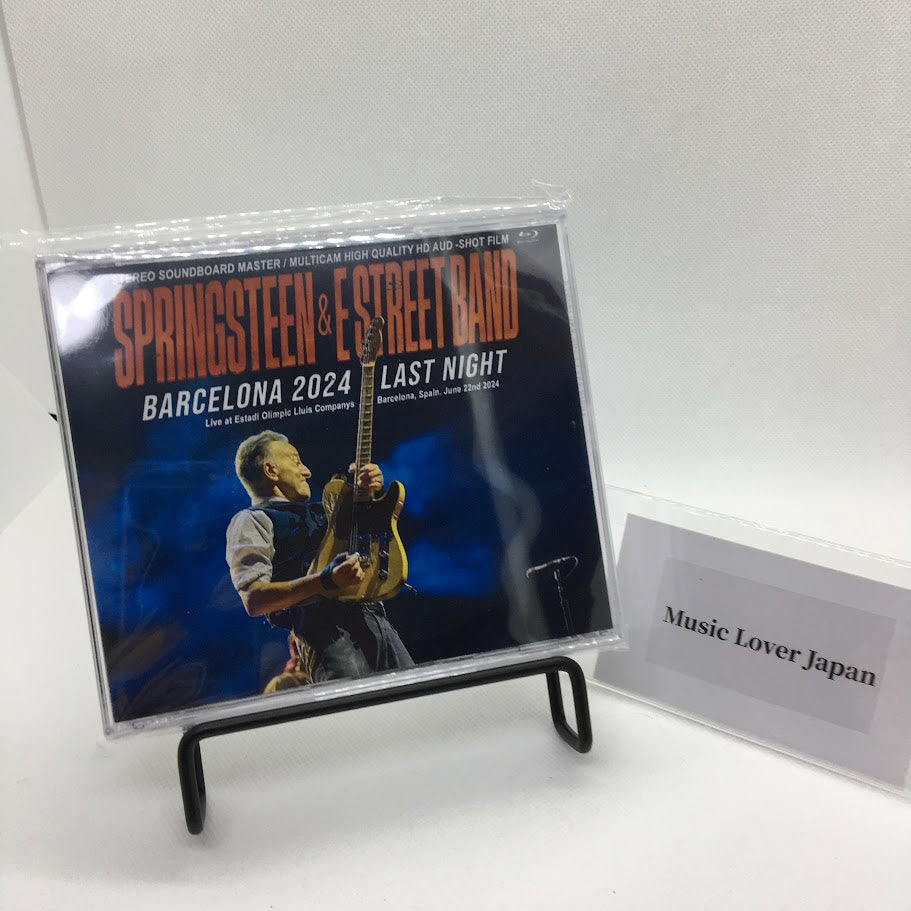 STEREO SOUNDBOARD MASTER / MULTICAM HIGH QUALITY HD AUD -SHOT FILM
SPRINGSTEEN & E STREET BAND
BARCELONA 2024 LAST NIGHT
Live at Estadi Olimpic Lluis Companys Barcelona, Spain. June 22nd 2024
Music Lover Japan